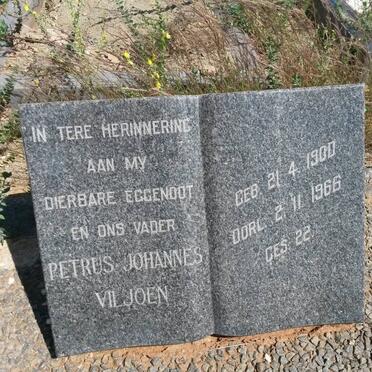 IN TERE HERINNERING
AAN MY
DIERBARE EGGENOOT
EN ONS VADER
PETRUS JOHANNES
VILJOEN
GEB. 21.4.1900
OORL. 2.11.1966
GES. 22.